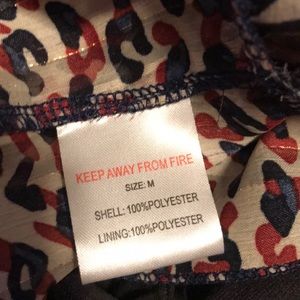 KEEP AWAY FROM FIRE
SIZE: M
SHELL:100%POLYESTER
LINING:100%POLYESTER